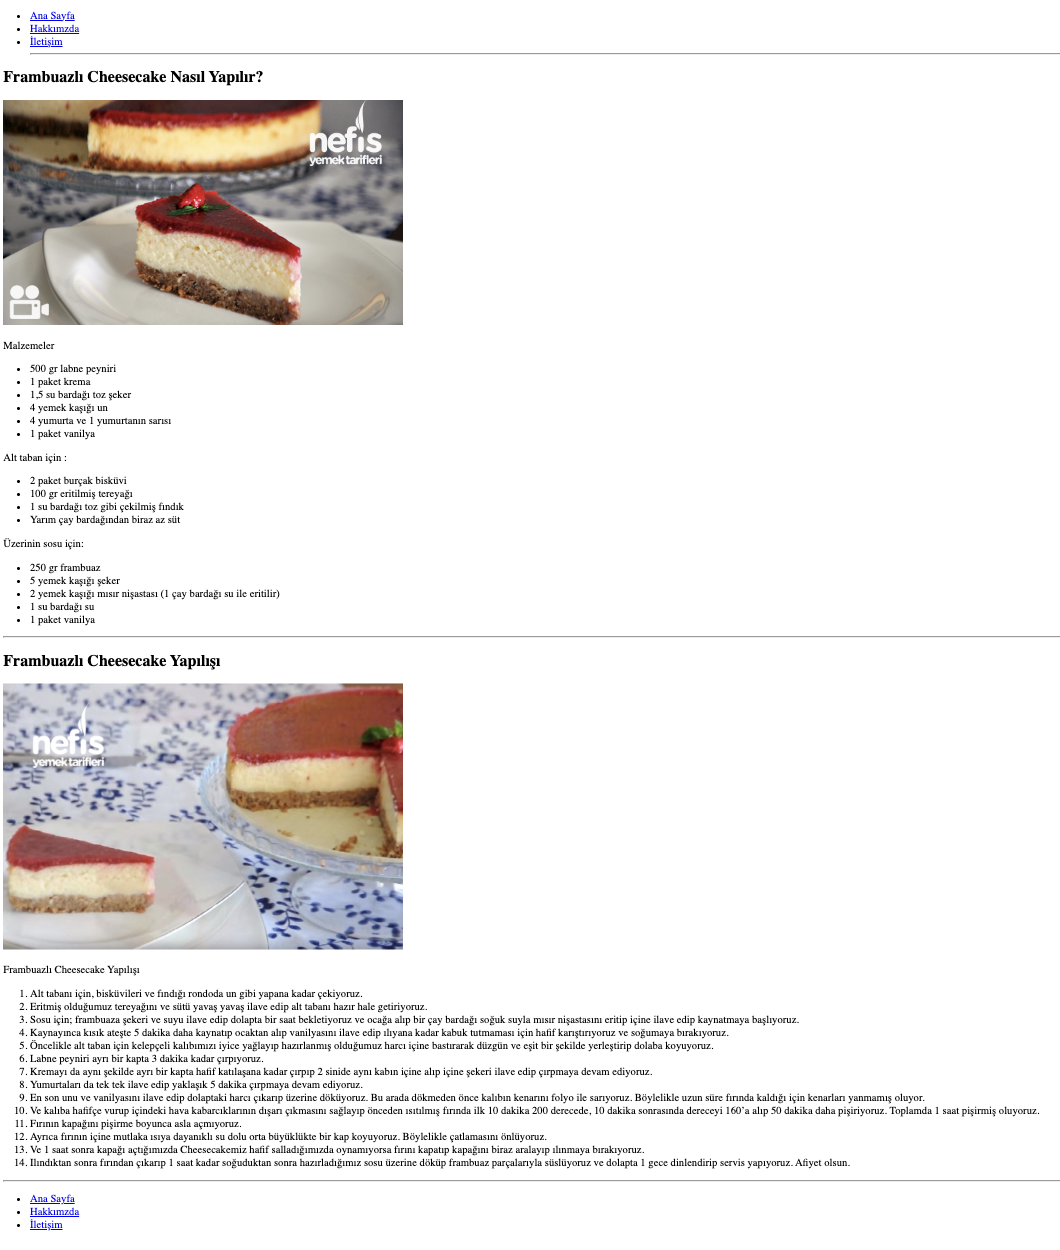 Ana Sayfa
Hakkımzda
İletişim
Frambuazlı Cheesecake Nasıl Yapılır?
nefis
yemek tarifleri
Malzemeler
500 gr labne peyniri
1 paket krema
1,5 su bardağı toz şeker
4 yemek kaşığı un
4 yumurta ve 1 yumurtanın sarısı
1 paket vanilya
Alt taban için :
2 paket burçak bisküvi
100 gr eritilmiş tereyağı
1 su bardağı toz gibi çekilmiş fındık
Yarım çay bardağından biraz az süt
Üzerinin sosu için:
250 gr frambuaz
5 yemek kaşığı şeker
2 yemek kaşığı mısır nişastası (1 çay bardağı su ile eritilir)
1 su bardağı su
1 paket vanilya
Frambuazlı Cheesecake Yapılışı
nefis
yemek tarifleri
Frambuazlı Cheesecake Yapılışı
1. Alt tabanı için, bisküvileri ve fındığı rondoda un gibi yapana kadar çekiyoruz.
2. Eritmiş olduğumuz tereyağını ve sütü yavaş yavaş ilave edip alt tabanı hazır hale getiriyoruz.
3. Sosu için; frambuaza şekeri ve suyu ilave edip dolapta bir saat bekletiyoruz ve ocağa alıp bir çay bardağı soğuk suyla mısır nişastasını eritip içine ilave edip kaynatmaya başlıyoruz.
4. Kaynayınca kısık ateşte 5 dakika daha kaynatıp ocaktan alıp vanilyasını ilave edip ılıyana kadar kabuk tutmaması için hafif karıştırıyoruz ve soğumaya bırakıyoruz.
5. Öncelikle alt taban için kelepçeli kalıbımızı iyice yağlayıp hazırlanmış olduğumuz harcı içine bastırarak düzgün ve eşit bir şekilde yerleştirip dolaba koyuyoruz.
6. Labne peyniri ayrı bir kapta 3 dakika kadar çırpıyoruz.
7. Kremayı da aynı şekilde ayrı bir kapta hafif katılaşana kadar çırpıp 2 sinide aynı kabın içine alıp içine şekeri ilave edip çırpmaya devam ediyoruz.
8. Yumurtaları da tek tek ilave edip yaklaşık 5 dakika çırpmaya devam ediyoruz.
9. En son unu ve vanilyasını ilave edip dolaptaki harcı çıkarıp üzerine döküyoruz. Bu arada dökmeden önce kalıbın kenarını folyo ile sarıyoruz. Böylelikle uzun süre fırında kaldığı için kenarları yanmamış oluyor.
10. Ve kalıba hafifçe vurup içindeki hava kabarcıklarının dışarı çıkmasını sağlayıp önceden ısıtılmış fırında ilk 10 dakika 200 derecede, 10 dakika sonrasında dereceyi 160’a alıp 50 dakika daha pişiriyoruz. Toplamda 1 saat pişirmiş oluyoruz.
11. Fırının kapağını pişirme boyunca asla açmıyoruz.
12. Ayrıca fırının içine mutlaka ısıya dayanıklı su dolu orta büyüklükte bir kap koyuyoruz. Böylelikle çatlamasını önlüyoruz.
13. Ve 1 saat sonra kapağı açtığımızda Cheesecakemiz hafif salladığımızda oynamıyorsa fırını kapatıp kapağını biraz aralayıp ılınmaya bırakıyoruz.
14. Ilındıktan sonra fırından çıkarıp 1 saat kadar soğuduktan sonra hazırladığımız sosu üzerine döküp frambuaz parçalarıyla süslüyoruz ve dolapta 1 gece dinlendirip servis yapıyoruz. Afiyet olsun.
Ana Sayfa
Hakkımzda
İletişim